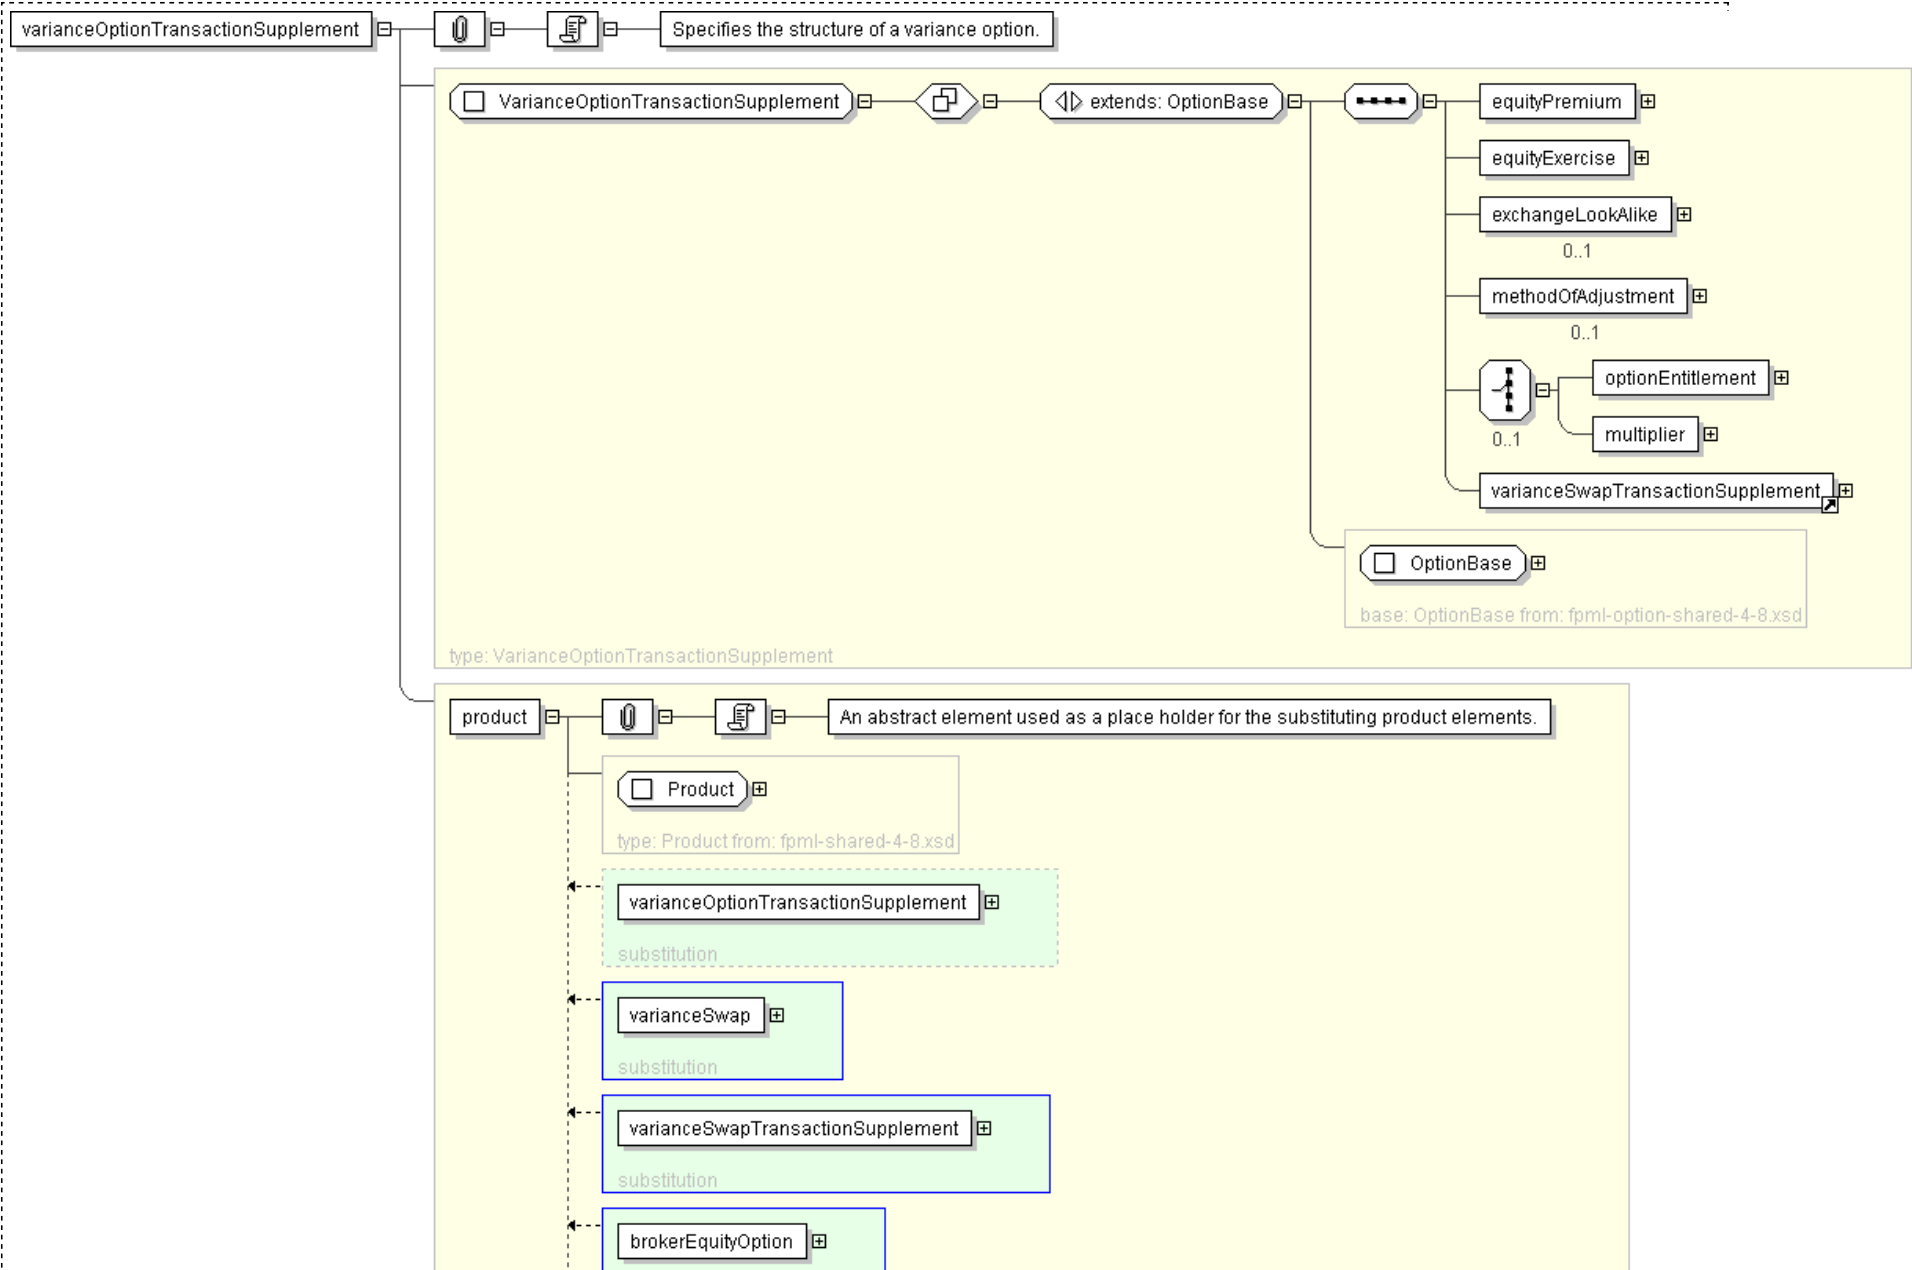 varianceOptionTransactionSupplement
Specifies the structure of a variance option.
VarianceOptionTransactionSupplement
extends: OptionBase
equityPremium
equityExercise
exchangeLookAlike
0..1
methodOfAdjustment
0..1
optionEntitlement
multiplier
0..1
varianceSwapTransactionSupplement
OptionBase
base: OptionBase from: fpml-option-shared-4-8.xsd
type: VarianceOptionTransactionSupplement
product
An abstract element used as a place holder for the substituting product elements.
Product
type: Product from: fpml-shared-4-8.xsd
varianceOptionTransactionSupplement
substitution
varianceSwap
substitution
varianceSwapTransactionSupplement
substitution
brokerEquityOption